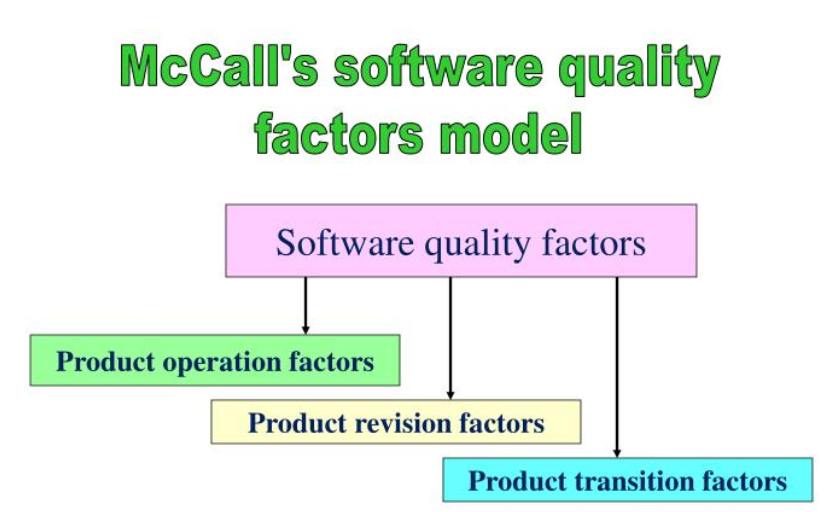 McCall's software quality
factors model
Software quality factors
Product operation factors
Product revision factors
Product transition factors